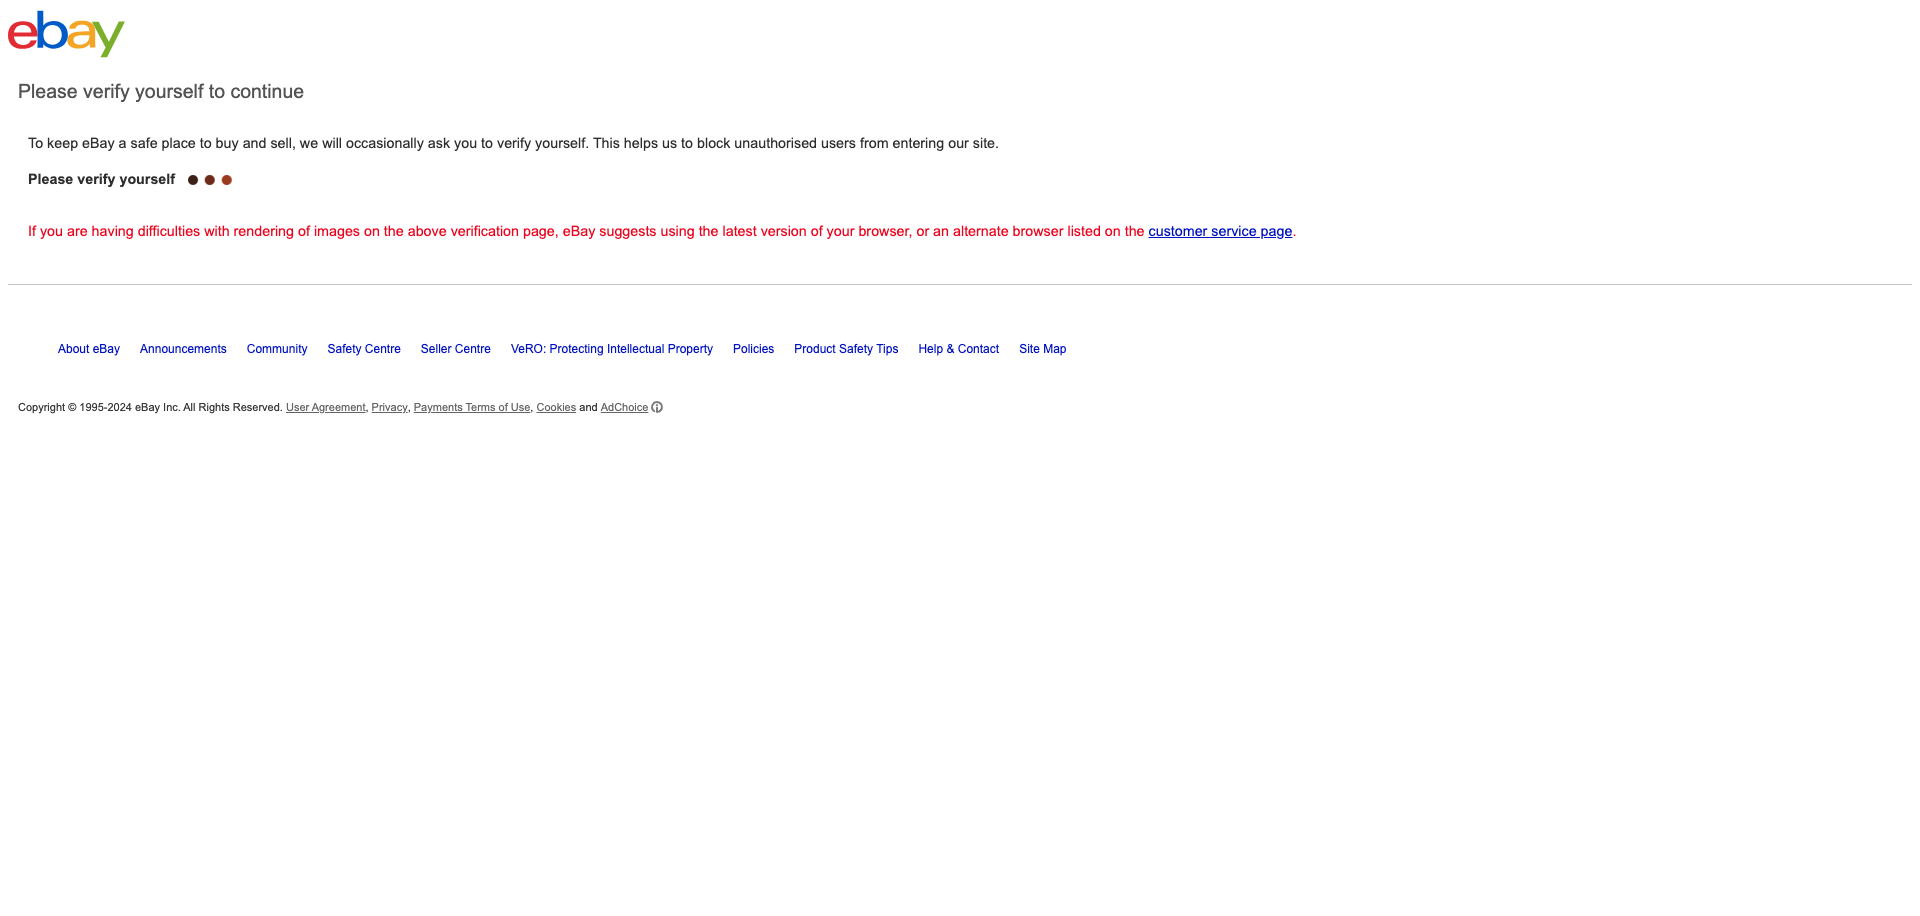 ebay
Please verify yourself to continue
To keep eBay a safe place to buy and sell, we will occasionally ask you to verify yourself. This helps us to block unauthorised users from entering our site.
Please verify yourself
If you are having difficulties with rendering of images on the above verification page, eBay suggests using the latest version of your browser, or an alternate browser listed on the customer service page.
About eBay Announcements Community Safety Centre Seller Centre VeRO: Protecting Intellectual Property Policies Product Safety Tips Help & Contact Site Map
Copyright © 1995-2024 eBay Inc. All Rights Reserved. User Agreement, Privacy, Payments Terms of Use, Cookies and AdChoice